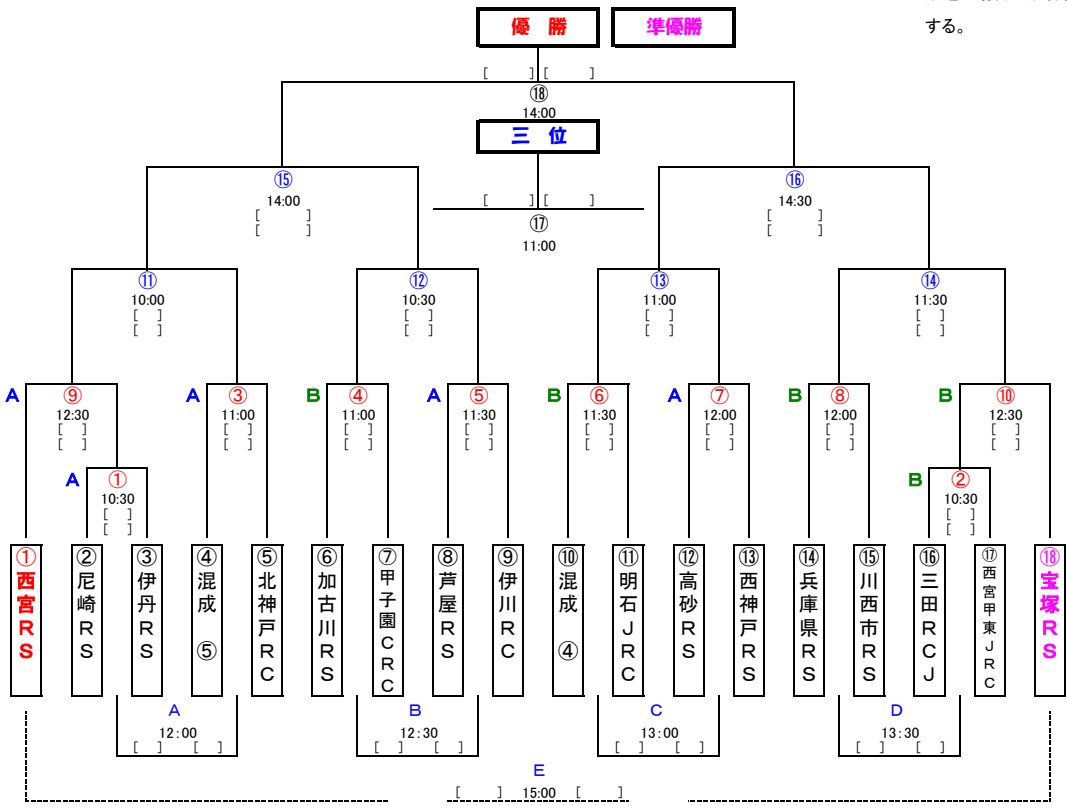 する。
優 勝 準優勝
[ ] [ ]
⑱
14:00
三 位
⑮ ⑯
14:00 [ ] [ ] 14:30
[ ] ⑰ [ ]
[ ] [ ]
11:00
⑪ ⑫ ⑬ ⑭
10:00 10:30 11:00 11:30
[ ] [ ] [ ] [ ]
[ ] [ ] [ ] [ ]
A ⑨ A ③ B ④ A ⑤ B ⑥ A ⑦ B ⑧ B ⑩
12:30 11:00 11:00 11:30 11:30 12:00 12:00 12:30
[ ] [ ] [ ] [ ] [ ] [ ] [ ] [ ]
[ ] [ ] [ ] [ ] [ ] [ ] [ ] [ ]
A ① B ②
10:30 10:30
[ ] [ ]
[ ] [ ]
①西宮RS
②尼崎RS
③伊丹RS
④混成 ⑤
⑤北神戸RC
⑥加古川RS
⑦甲子園CRC
⑧芦屋RS
⑨伊川RC
⑩混成 ④
⑪明石JRC
⑫高砂RS
⑬西神戸RS
⑭兵庫県RS
⑮川西市RS
⑯三田RCJ
⑰西宮甲東JRC
⑱宝塚RS
A B C D
12:00 12:30 13:00 13:30
[ ] [ ] [ ] [ ] [ ] [ ] [ ] [ ]
E
[ ] 15:00 [ ]